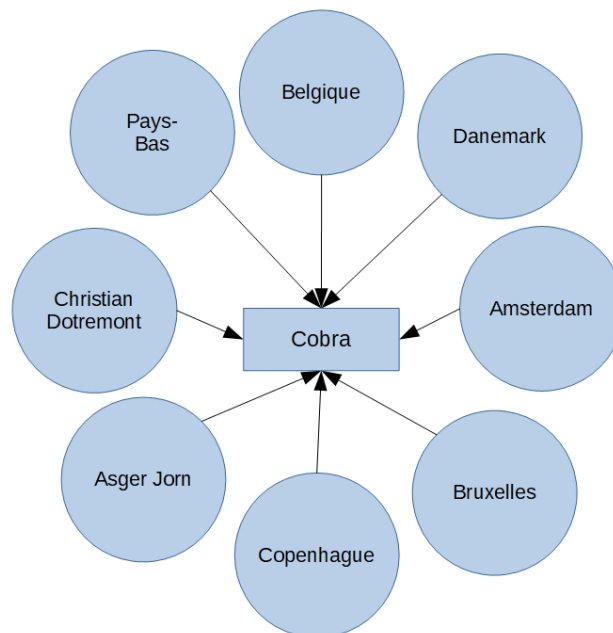 Belgique
Pays-
Bas
Danemark
Christian
Dotremont
Amsterdam
Cobra
Asger Jorn
Bruxelles
Copenhague